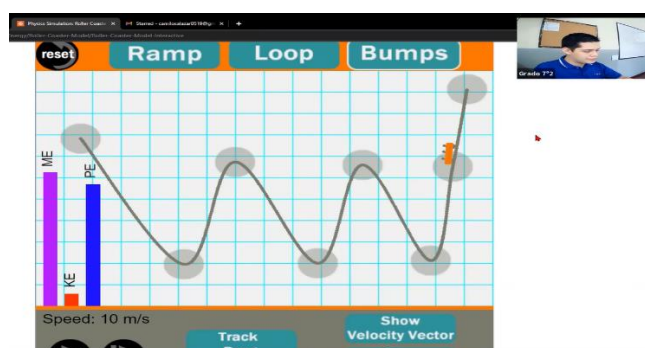 Physics Simulation: Roller Coaste
reset
Ramp
Loop
Bumps
Grado 7°2
ME
PE
KE
Speed: 10 m/s
Track
Show
Velocity Vector